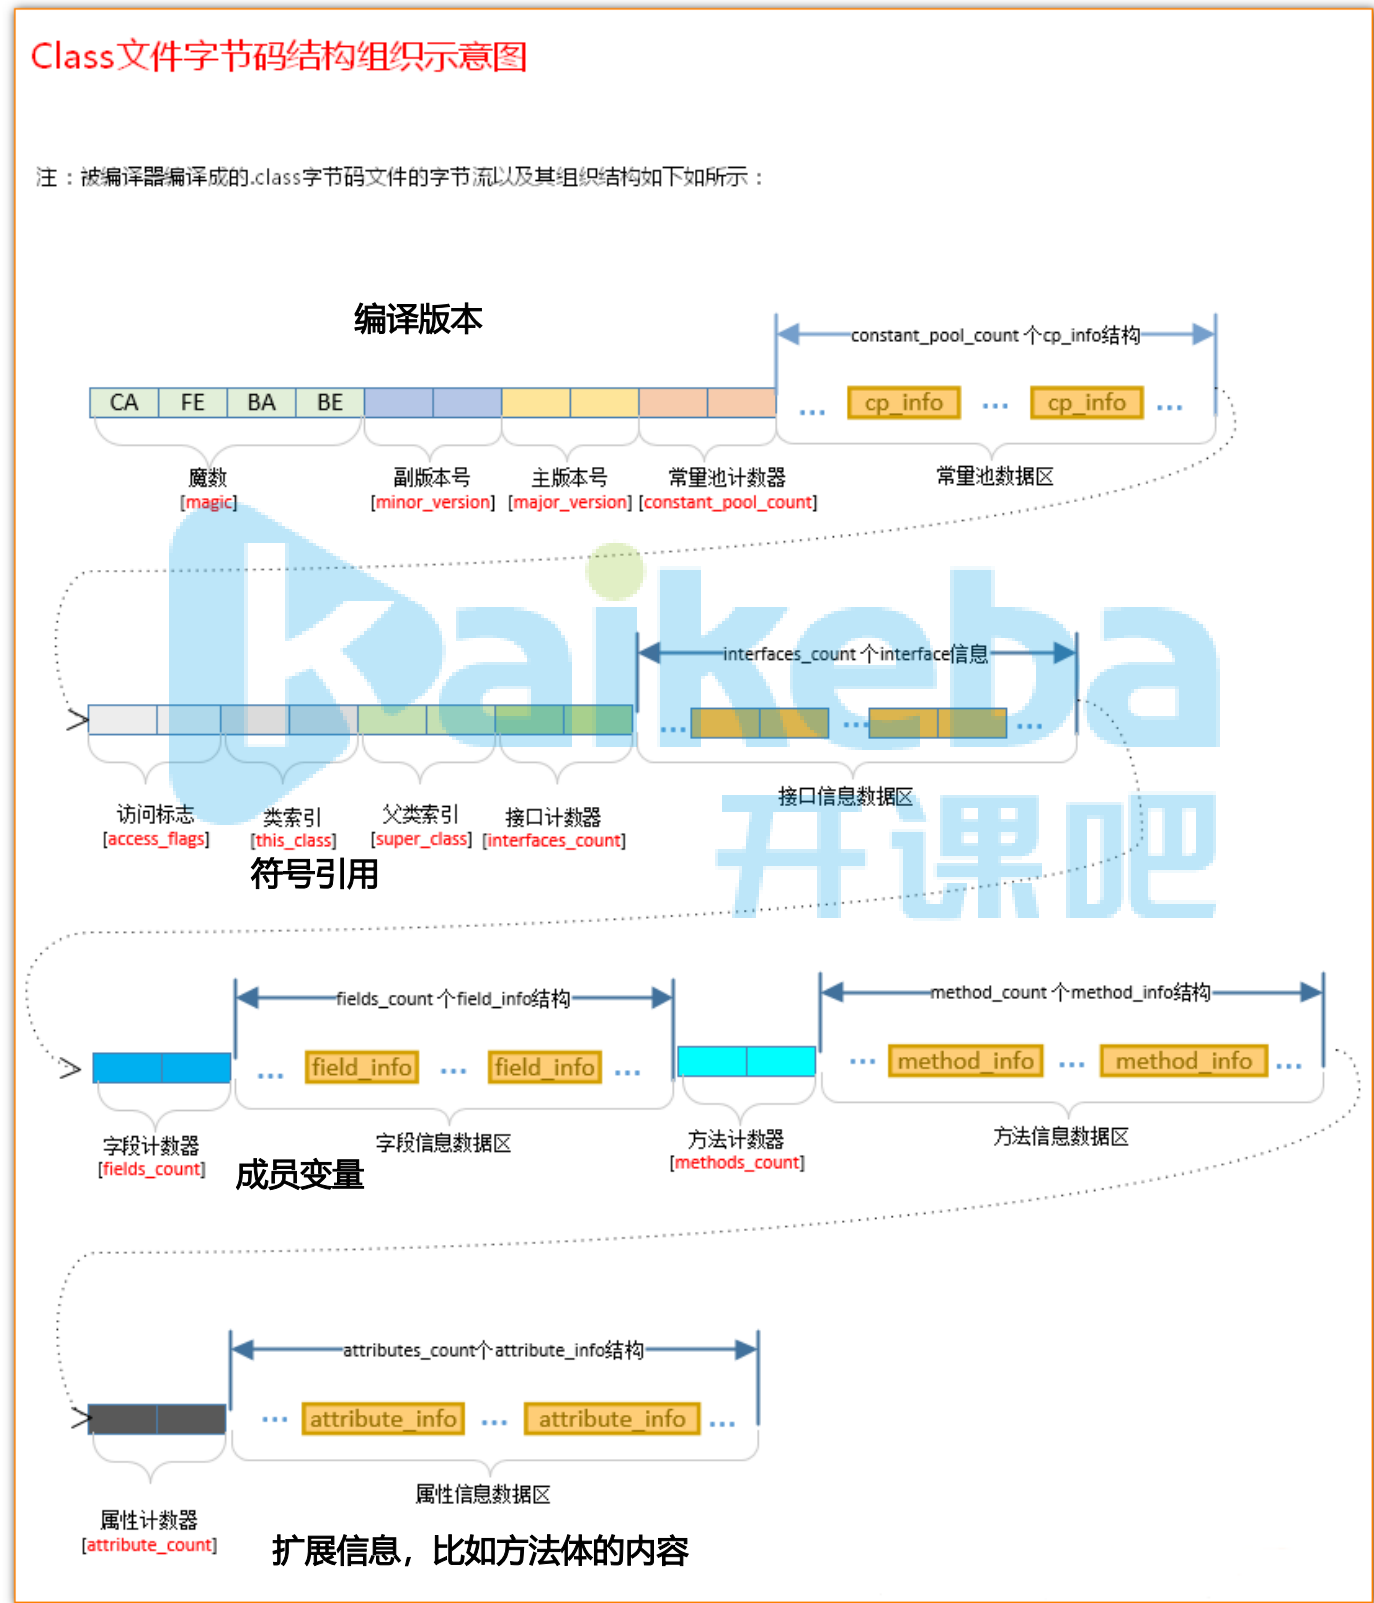 Class文件字节码结构组织示意图
注：被编译器编译成的.class字节码文件的字节流以及其组织结构如下如所示：
编译版本
constant_pool_count 个cp_info结构
CA FE BA BE ... cp_info ... cp_info ...
魔数 副版本号 主版本号 常量池计数器 常量池数据区
[magic] [minor_version] [major_version] [constant_pool_count]
kaikeba
interfaces_count 个interface信息
... ... ...
接口信息数据区
开课吧
访问标志 类索引 父类索引 接口计数器
[access_flags] [this_class] [super_class] [interfaces_count]
符号引用
fields_count 个field_info结构 method_count 个method_info结构
... field_info ... field_info ... ... method_info ... method_info ...
字段计数器 字段信息数据区 方法计数器 方法信息数据区
[fields_count] [methods_count]
成员变量
attributes_count个attribute_info结构
... attribute_info ... attribute_info ...
属性信息数据区
属性计数器
[attribute_count]
扩展信息，比如方法体的内容